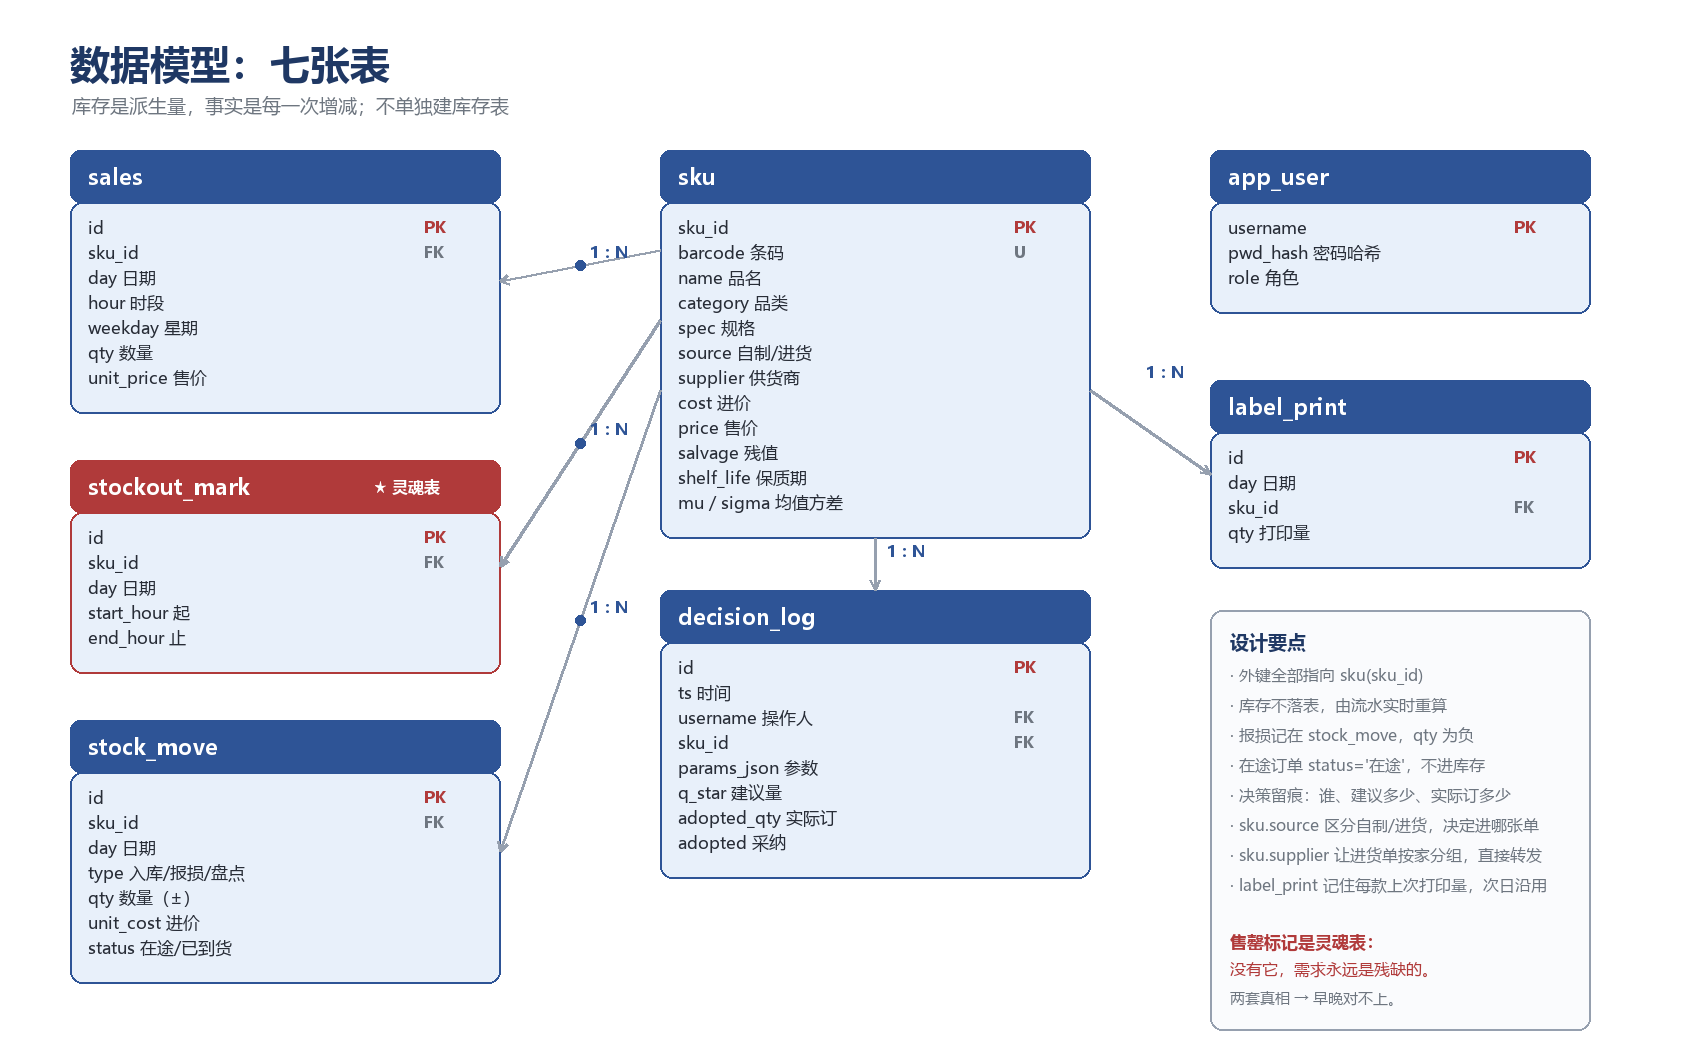 数据模型：七张表
库存是派生量，事实是每一次增减；不单独建库存表
sales
id PK
sku_id FK
day 日期
hour 时段
weekday 星期
qty 数量
unit_price 售价
1 : N
stockout_mark ★ 灵魂表
id PK
sku_id FK
day 日期
start_hour 起
end_hour 止
1 : N
stock_move
id PK
sku_id FK
day 日期
type 入库/报损/盘点
qty 数量（±）
unit_cost 进价
status 在途/已到货
1 : N
sku
sku_id PK
barcode 条码 U
name 品名
category 品类
spec 规格
source 自制/进货
supplier 供货商
cost 进价
price 售价
salvage 残值
shelf_life 保质期
mu / sigma 均值方差
1 : N
decision_log
id PK
ts 时间
username 操作人 FK
sku_id FK
params_json 参数
q_star 建议量
adopted_qty 实际订
adopted 采纳
app_user
username PK
pwd_hash 密码哈希
role 角色
1 : N
label_print
id PK
day 日期
sku_id FK
qty 打印量
设计要点
· 外键全部指向 sku(sku_id)
· 库存不落表，由流水实时重算
· 报损记在 stock_move，qty 为负
· 在途订单 status='在途'，不进库存
· 决策留痕：谁、建议多少、实际订多少
· sku.source 区分自制/进货，决定进哪张单
· sku.supplier 让进货单按家分组，直接转发
· label_print 记住每款上次打印量，次日沿用
售罄标记是灵魂表：
没有它，需求永远是残缺的。
两套真相 → 早晚对不上。